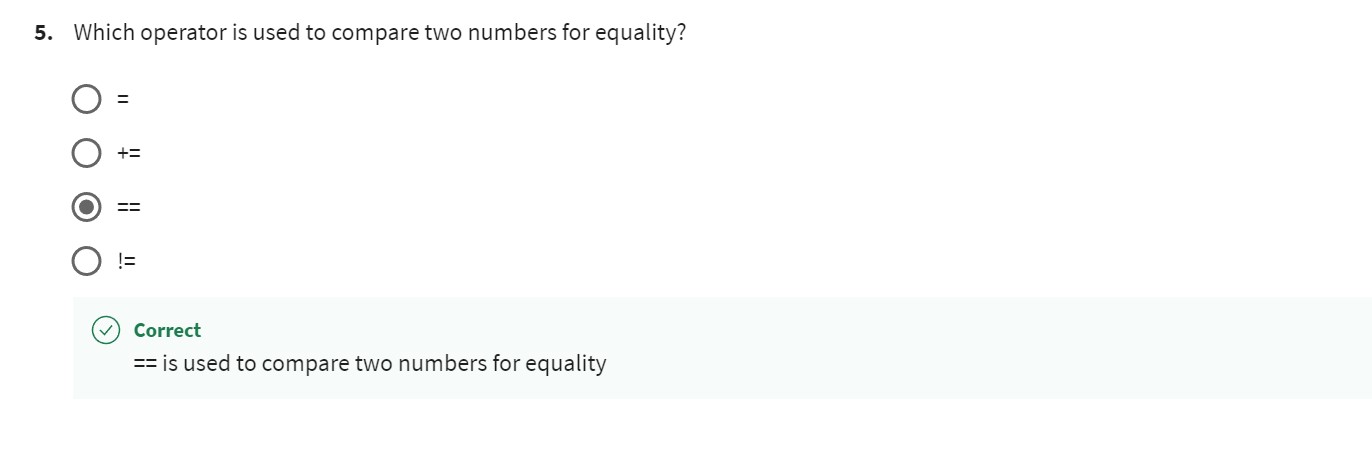 5. Which operator is used to compare two numbers for equality?
=
+=
==
!=
Correct
== is used to compare two numbers for equality